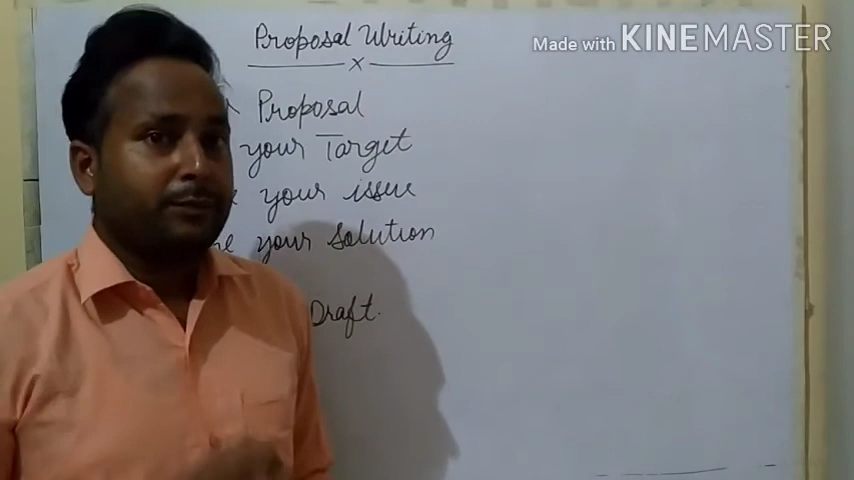 Proposal Writing
Made with KINEMASTER
Proposal
your Target
your issue
your Solution
Draft.